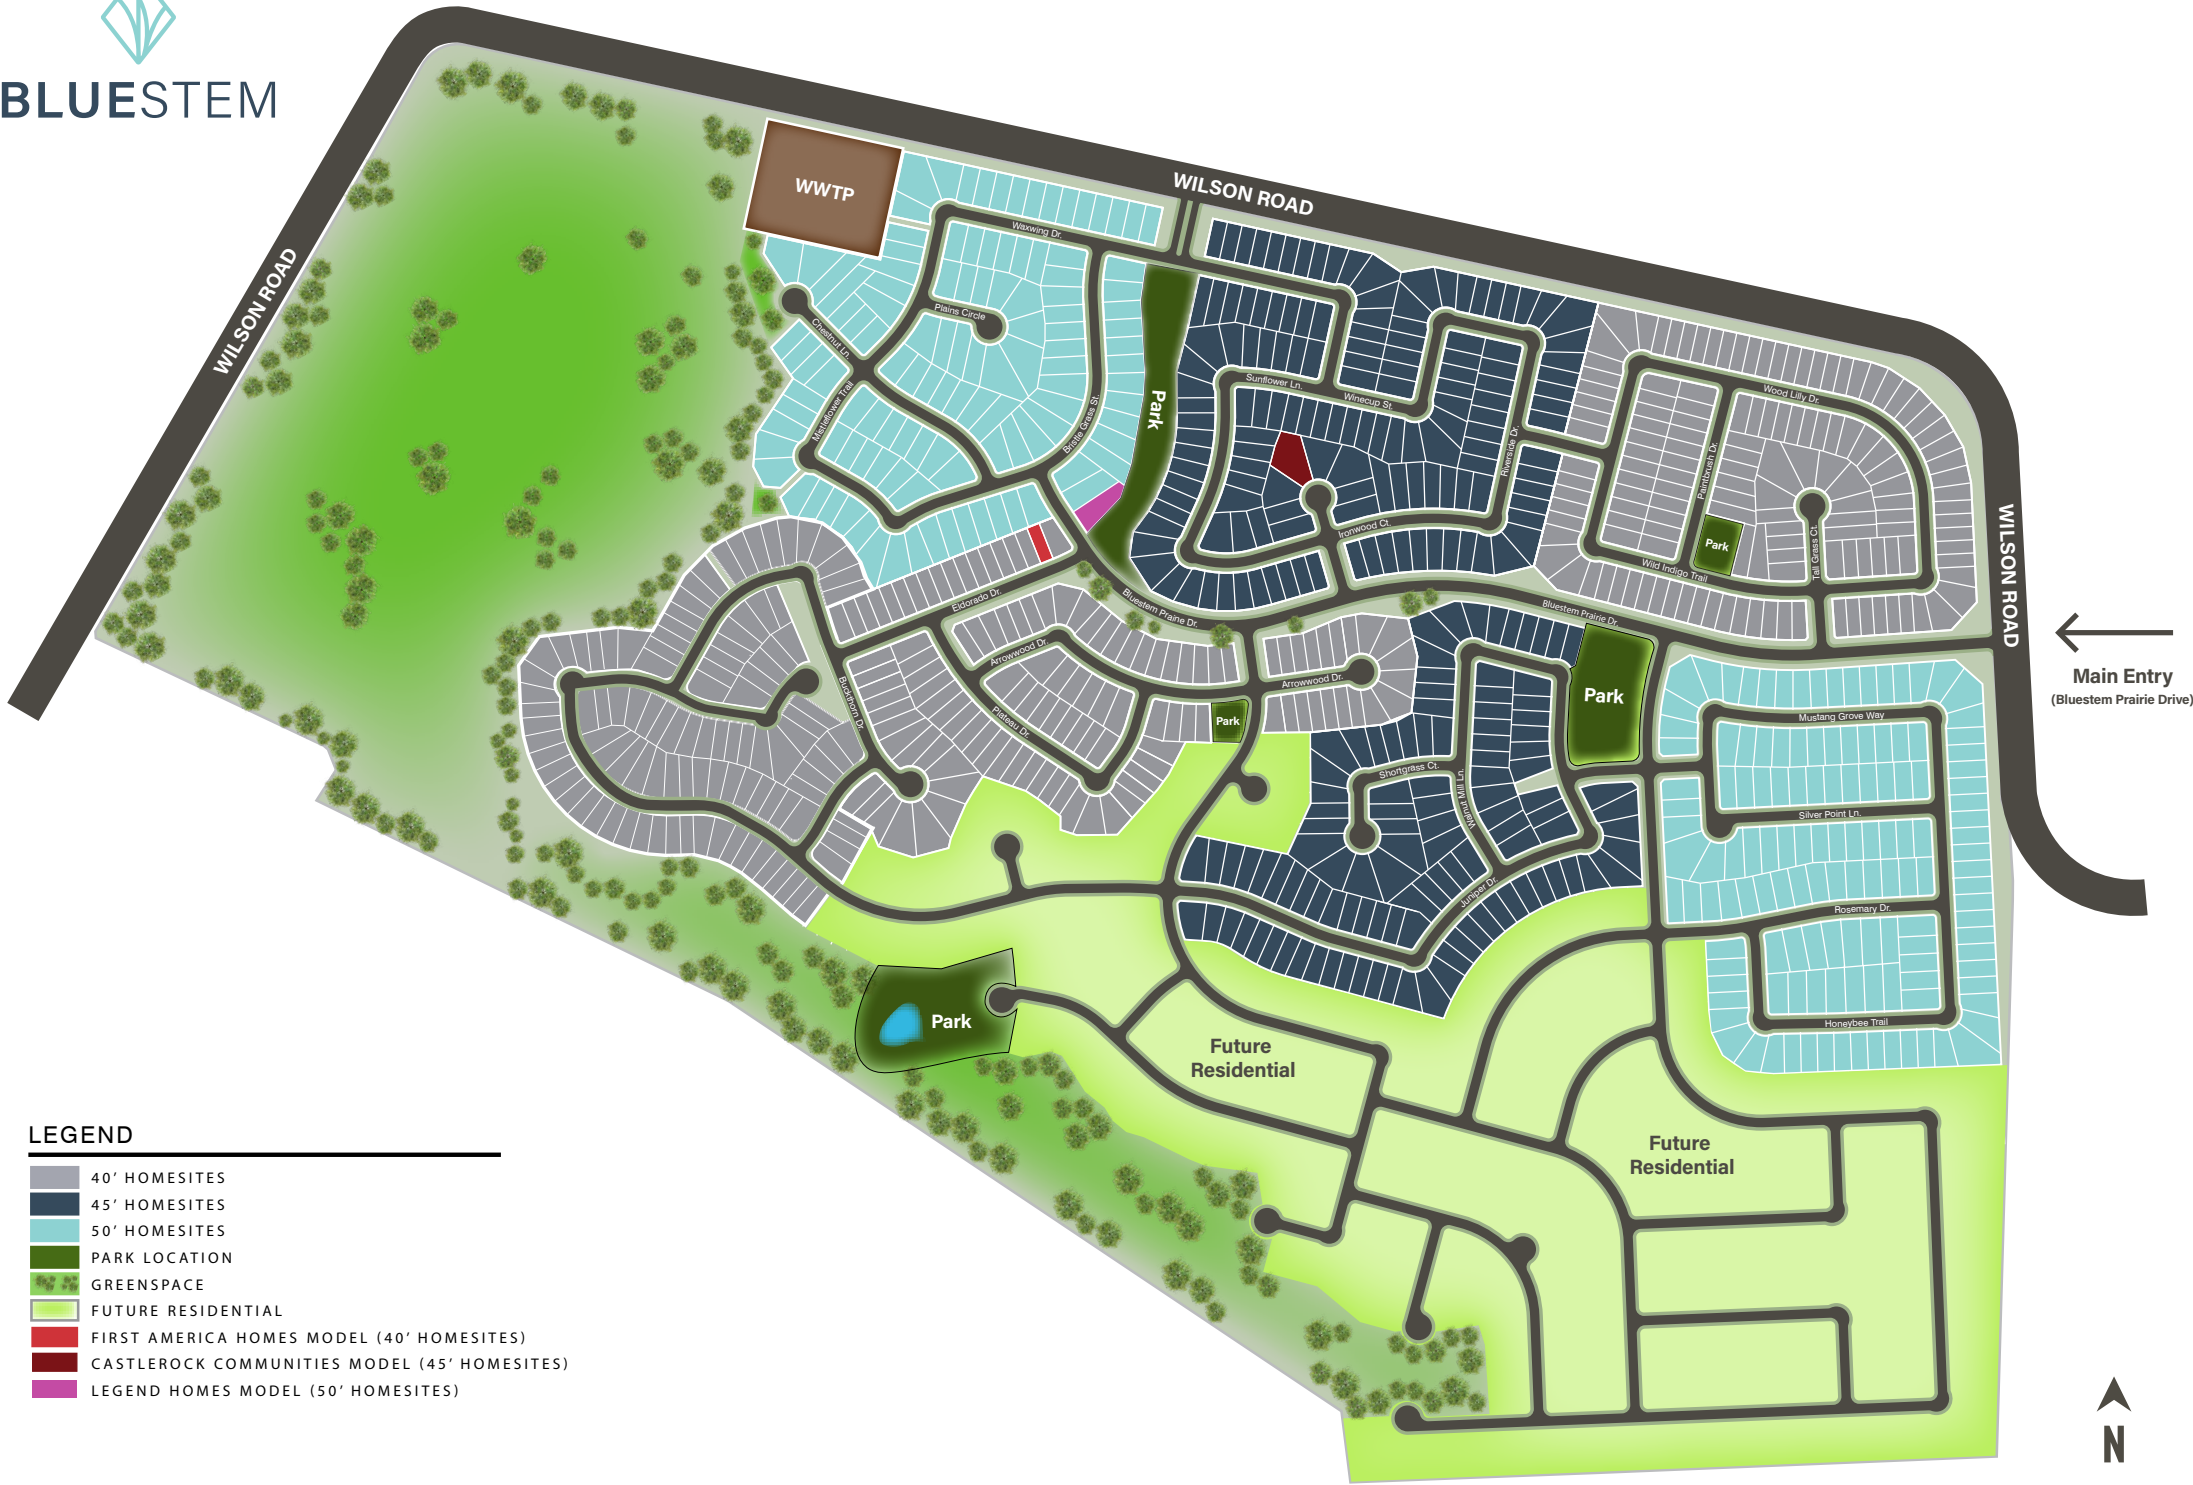 BLUESTEM
WILSON ROAD
WILSON ROAD
WILSON ROAD
WWTP
Waxwing Dr.
Plains Circle
Chestnut Ln.
Mistleflower Trail
Bristle Grass St.
Park
Sunflower Ln.
Winecup St.
Riverside Dr.
Ironwood Ct.
Wood Lilly Dr.
Paintbrush Dr.
Park
Tall Grass Ct.
Wild Indigo Trail
Eldorado Dr.
Bluestem Prairie Dr.
Bluestem Prairie Dr.
Arrowwood Dr.
Arrowwood Dr.
Buckthorn Dr.
Plateau Dr.
Park
Park
Shortgrass Ct.
Walnut Mill Ln.
Juniper Dr.
Mustang Grove Way
Silver Point Ln.
Rosemary Dr.
Honeybee Trail
Main Entry
(Bluestem Prairie Drive)
Park
Future
Residential
Future
Residential
LEGEND
40' HOMESITES
45' HOMESITES
50' HOMESITES
PARK LOCATION
GREENSPACE
FUTURE RESIDENTIAL
FIRST AMERICA HOMES MODEL (40' HOMESITES)
CASTLEROCK COMMUNITIES MODEL (45' HOMESITES)
LEGEND HOMES MODEL (50' HOMESITES)
N